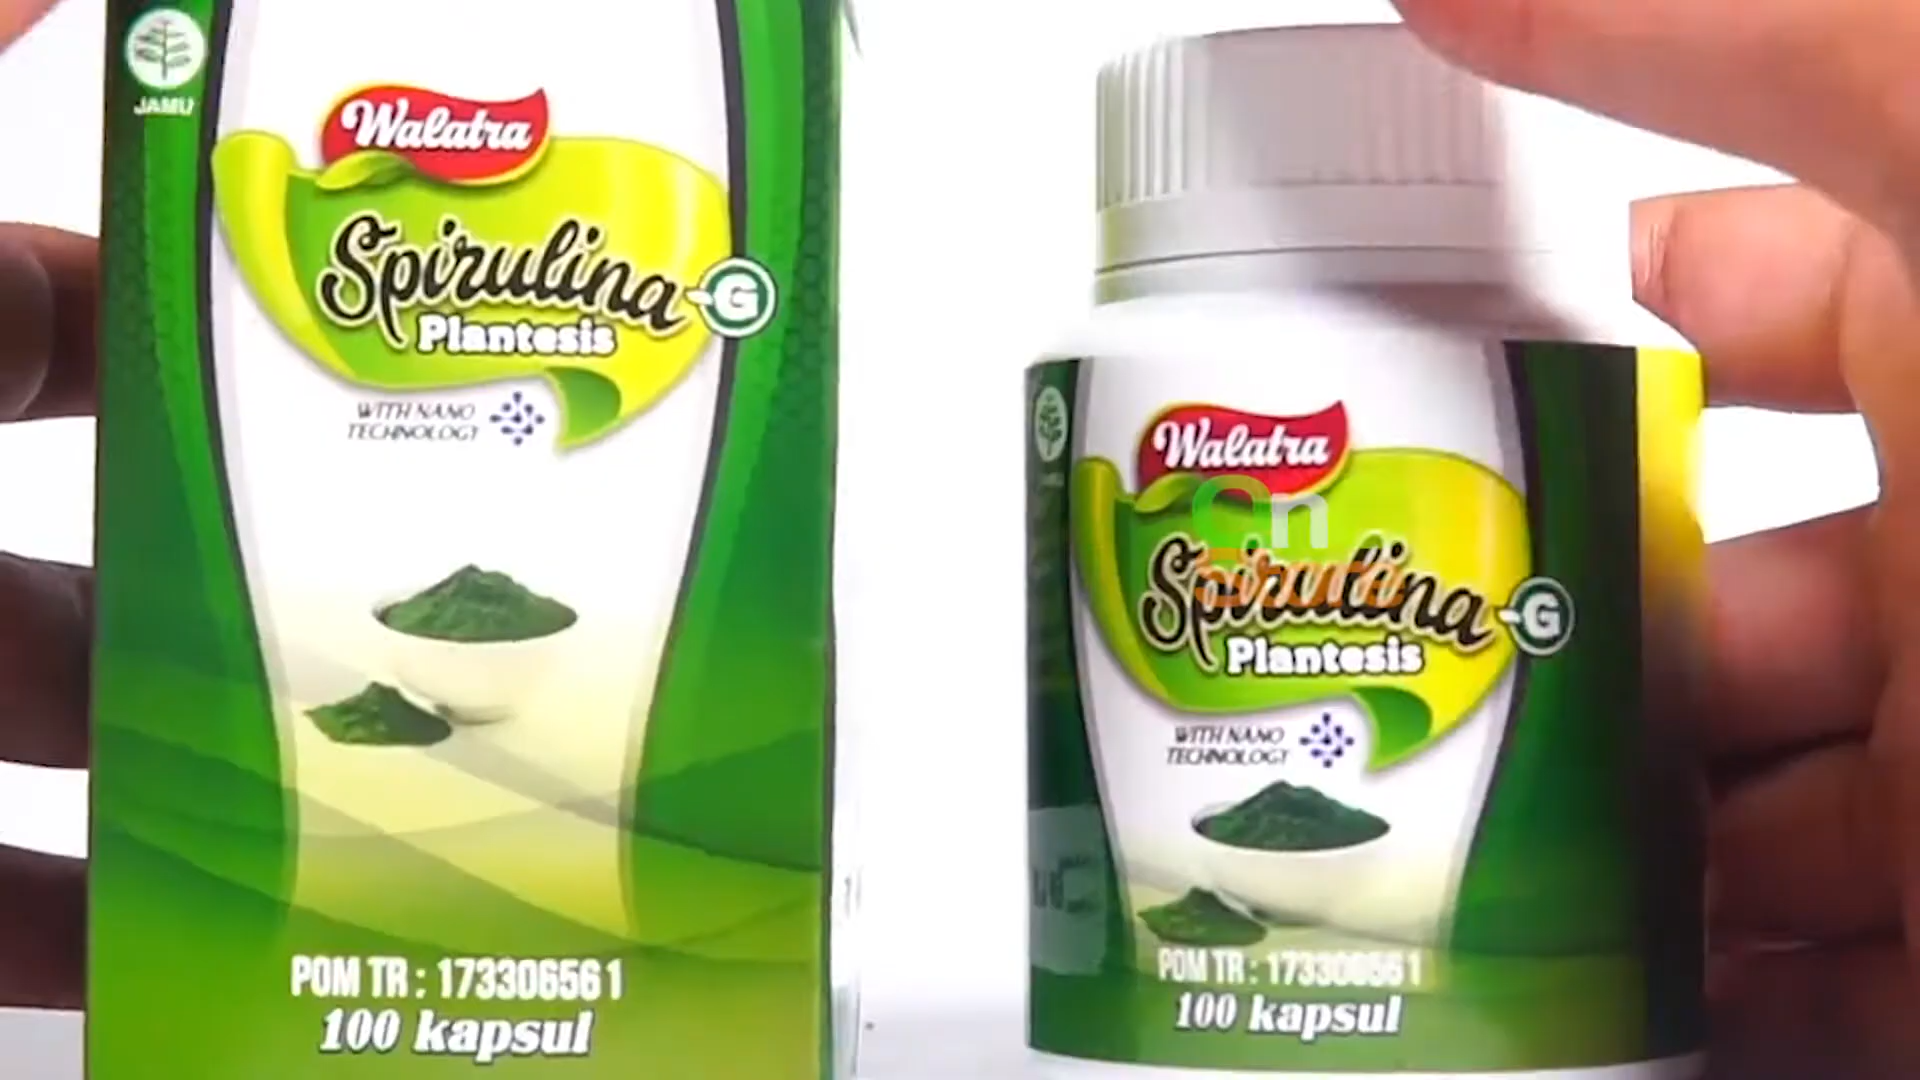 JAMU
Walatra
Spirulina-G
Plantesis
WITH NANO
TECHNOLOGY
POM TR : 173306561
100 kapsul
Walatra
On
Spirulina-G
Plantesis
WITH NANO
TECHNOLOGY
POM TR : 173306561
100 kapsul